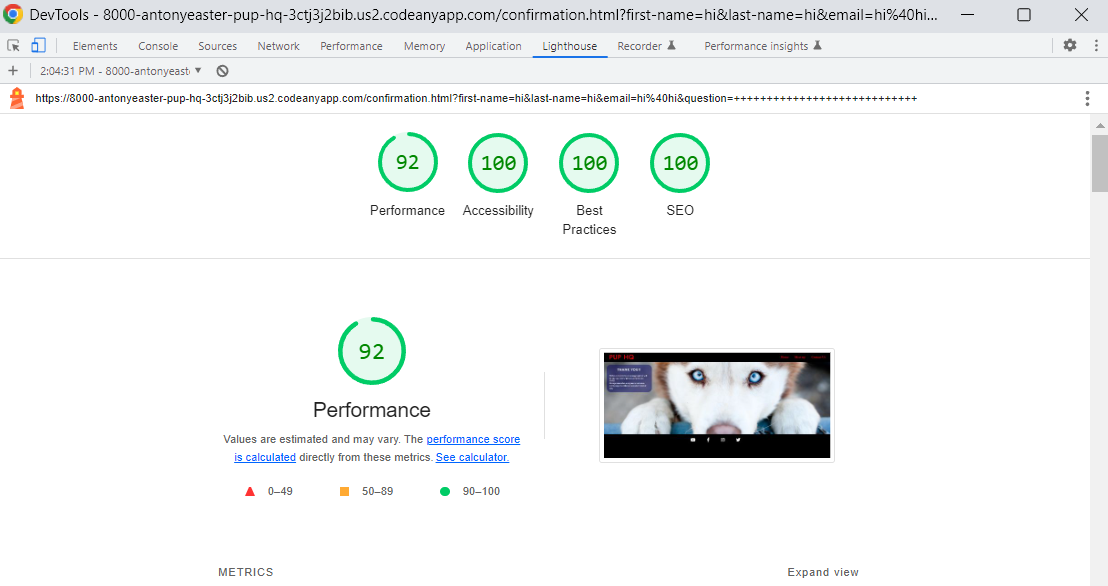 DevTools - 8000-antonyeaster-pup-hq-3ctj3j2bib.us2.codeanyapp.com/confirmation.html?first-name=hi&last-name=hi&email=hi%40hi...
Elements Console Sources Network Performance Memory Application Lighthouse Recorder Performance insights
2:04:31 PM - 8000-antonyeast
https://8000-antonyeaster-pup-hq-3ctj3j2bib.us2.codeanyapp.com/confirmation.html?first-name=hi&last-name=hi&email=hi%40hi&question=++++++++++++++++++++++++++++
92 100 100 100
Performance Accessibility Best Practices SEO
92
PUP HQ
Performance
Values are estimated and may vary. The performance score
is calculated directly from these metrics. See calculator.
0–49 50–89 90–100
METRICS Expand view